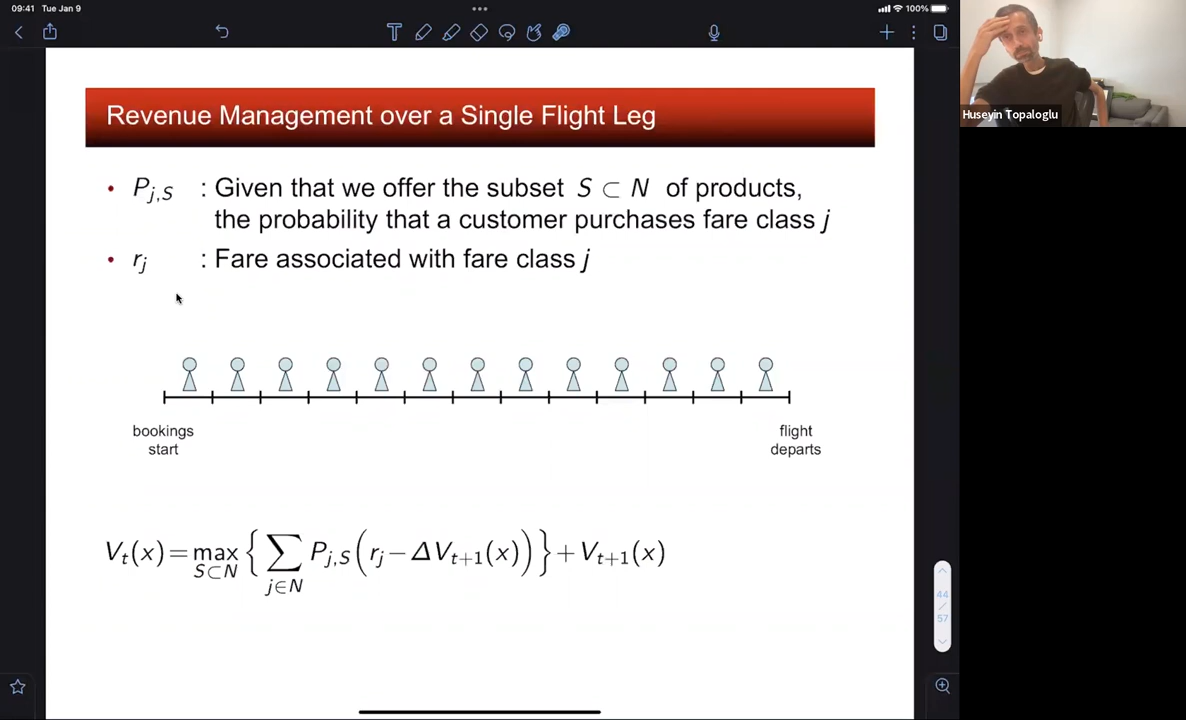 09:41 Tue Jan 9
100%
Revenue Management over a Single Flight Leg
• P_{j,S} : Given that we offer the subset S ⊂ N of products,
the probability that a customer purchases fare class j
• r_j : Fare associated with fare class j
bookings
start
flight
departs
V_t(x) = max_{S⊂N} { ∑_{j∈N} P_{j,S} ( r_j − ΔV_{t+1}(x) ) } + V_{t+1}(x)
44
/
57
Huseyin Topaloglu